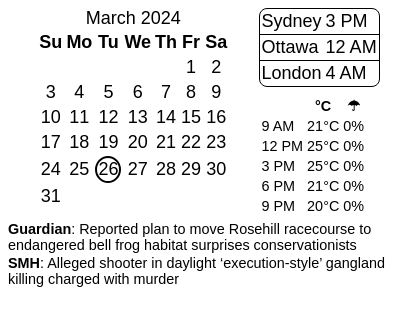 March 2024
Su Mo Tu We Th Fr Sa
1 2
3 4 5 6 7 8 9
10 11 12 13 14 15 16
17 18 19 20 21 22 23
24 25 26 27 28 29 30
31
Sydney 3 PM
Ottawa 12 AM
London 4 AM
°C ☂
9 AM 21°C 0%
12 PM 25°C 0%
3 PM 25°C 0%
6 PM 21°C 0%
9 PM 20°C 0%
Guardian: Reported plan to move Rosehill racecourse to
endangered bell frog habitat surprises conservationists
SMH: Alleged shooter in daylight ‘execution-style’ gangland
killing charged with murder